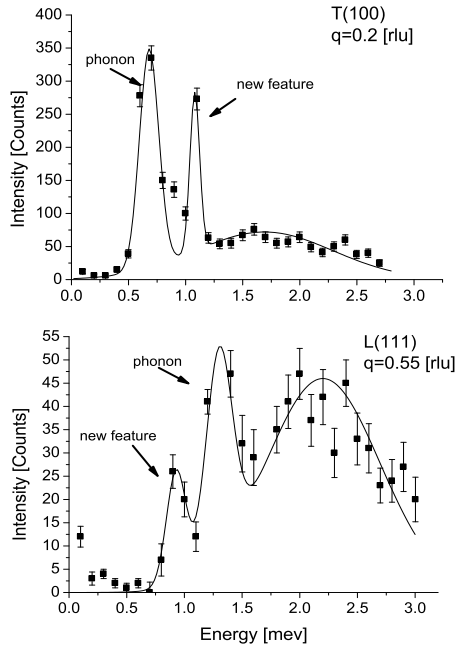 T(100)
q=0.2 [rlu]
phonon
new feature
Intensity [Counts]
400
350
300
250
200
150
100
50
0
0.0 0.5 1.0 1.5 2.0 2.5 3.0
L(111)
q=0.55 [rlu]
phonon
new feature
Intensity [Counts]
55
50
45
40
35
30
25
20
15
10
5
0
0.0 0.5 1.0 1.5 2.0 2.5 3.0
Energy [mev]